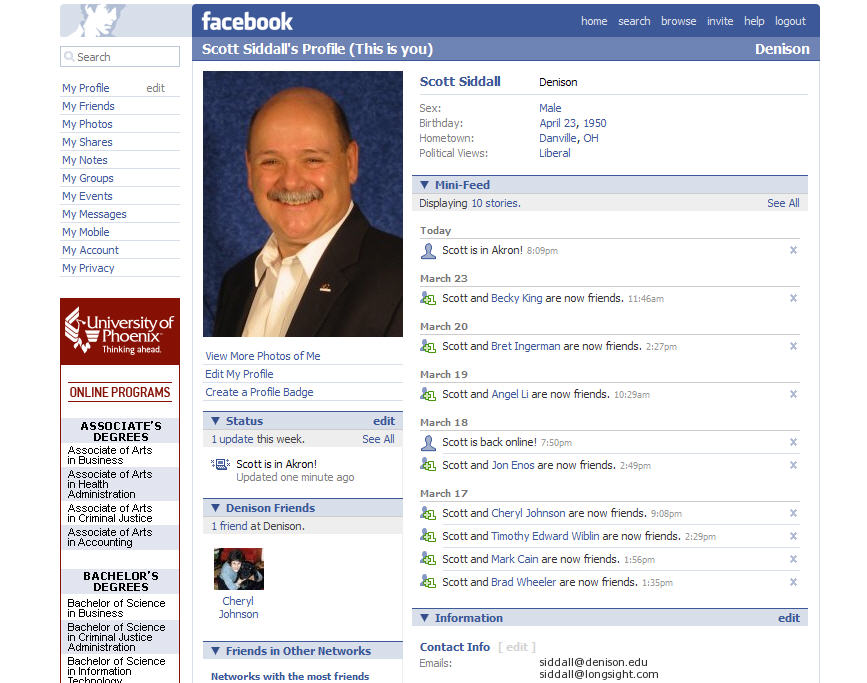 facebook
home search browse invite help logout
Search
My Profile edit
My Friends
My Photos
My Shares
My Notes
My Groups
My Events
My Messages
My Mobile
My Account
My Privacy
University of
Phoenix
Thinking ahead.
ONLINE PROGRAMS
ASSOCIATE'S
DEGREES
Associate of Arts
in Business
Associate of Arts
in Health
Administration
Associate of Arts
in Criminal Justice
Associate of Arts
in Accounting
BACHELOR'S
DEGREES
Bachelor of Science
in Business
Bachelor of Science
in Criminal Justice
Administration
Bachelor of Science
in Information
Technology
Scott Siddall's Profile (This is you) Denison
View More Photos of Me
Edit My Profile
Create a Profile Badge
Status edit
1 update this week. See All
Scott is in Akron!
Updated one minute ago
Denison Friends
1 friend at Denison.
Cheryl
Johnson
Friends in Other Networks
Networks with the most friends
Scott Siddall Denison
Sex: Male
Birthday: April 23, 1950
Hometown: Danville, OH
Political Views: Liberal
Mini-Feed
Displaying 10 stories. See All
Today
Scott is in Akron! 8:09pm x
March 23
Scott and Becky King are now friends. 11:46am x
March 20
Scott and Bret Ingerman are now friends. 2:27pm x
March 19
Scott and Angel Li are now friends. 10:29am x
March 18
Scott is back online! 7:50pm x
Scott and Jon Enos are now friends. 2:49pm x
March 17
Scott and Cheryl Johnson are now friends. 9:08pm x
Scott and Timothy Edward Wiblin are now friends. 2:29pm x
Scott and Mark Cain are now friends. 1:56pm x
Scott and Brad Wheeler are now friends. 1:35pm x
Information edit
Contact Info [ edit ]
Emails: siddall@denison.edu
siddall@longsight.com